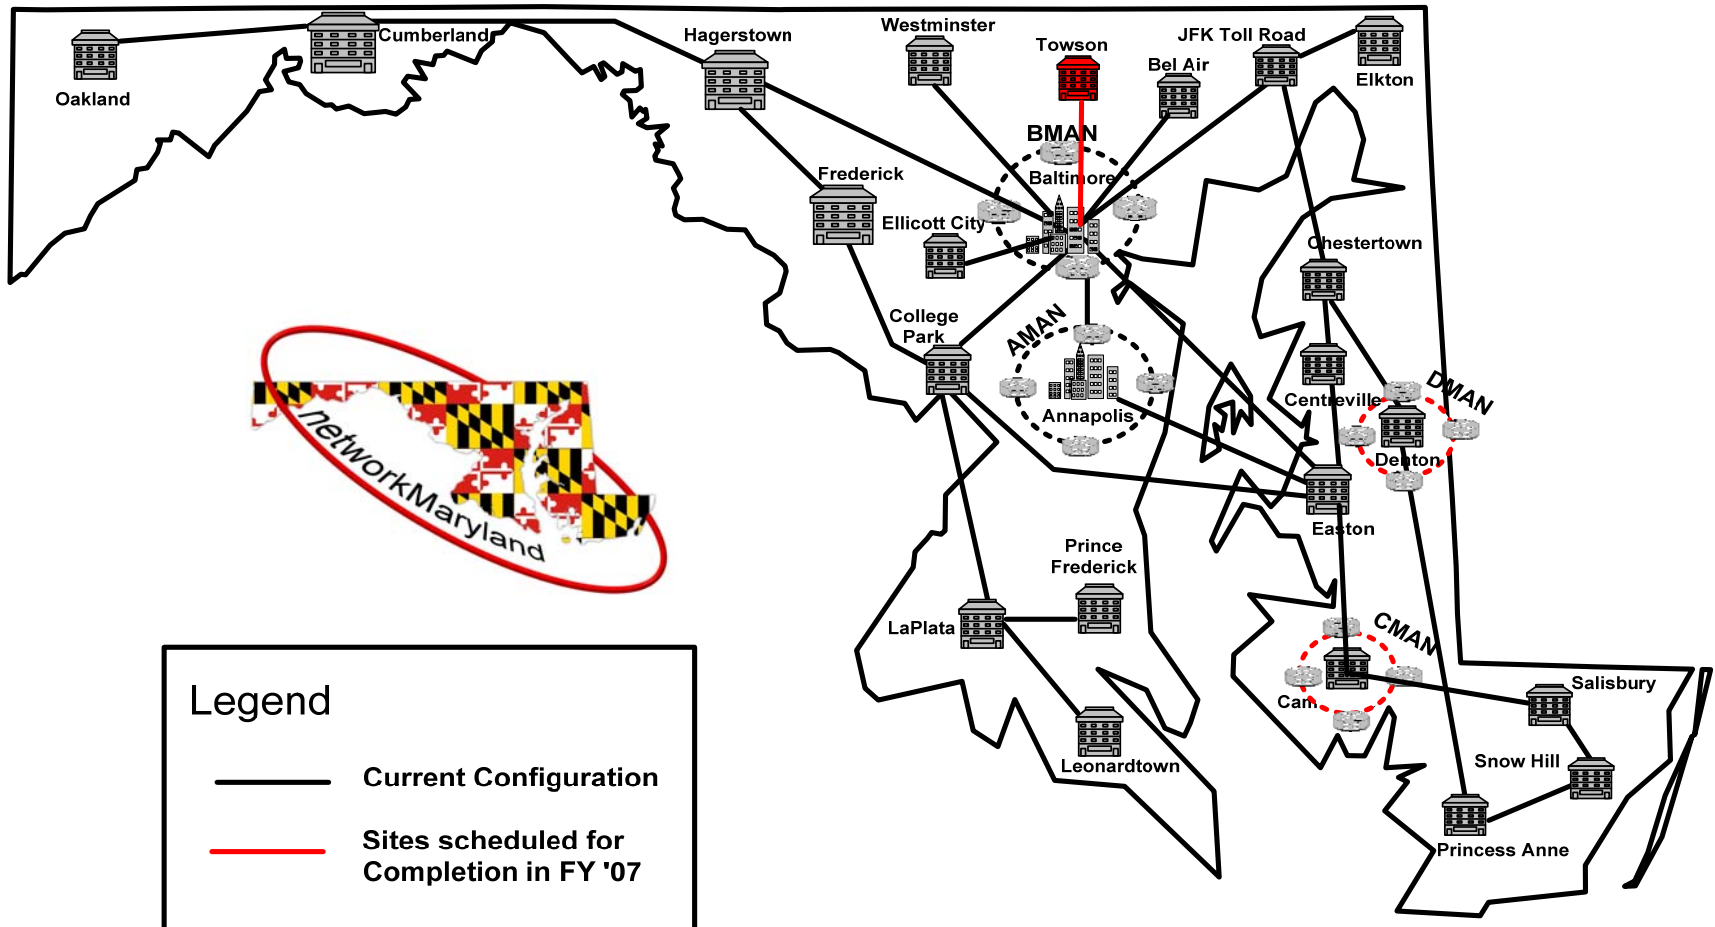 Westminster
Hagerstown
Cumberland
Towson
JFK Toll Road
Bel Air
Elkton
Oakland
BMAN
Baltimore
Frederick
Ellicott City
Chestertown
College
Park
AMAN
Annapolis
Centreville
DMAN
Denton
networkMaryland
Easton
Prince
Frederick
LaPlata
CMAN
Cam
Salisbury
Leonardtown
Snow Hill
Princess Anne
Legend
Current Configuration
Sites scheduled for
Completion in FY '07